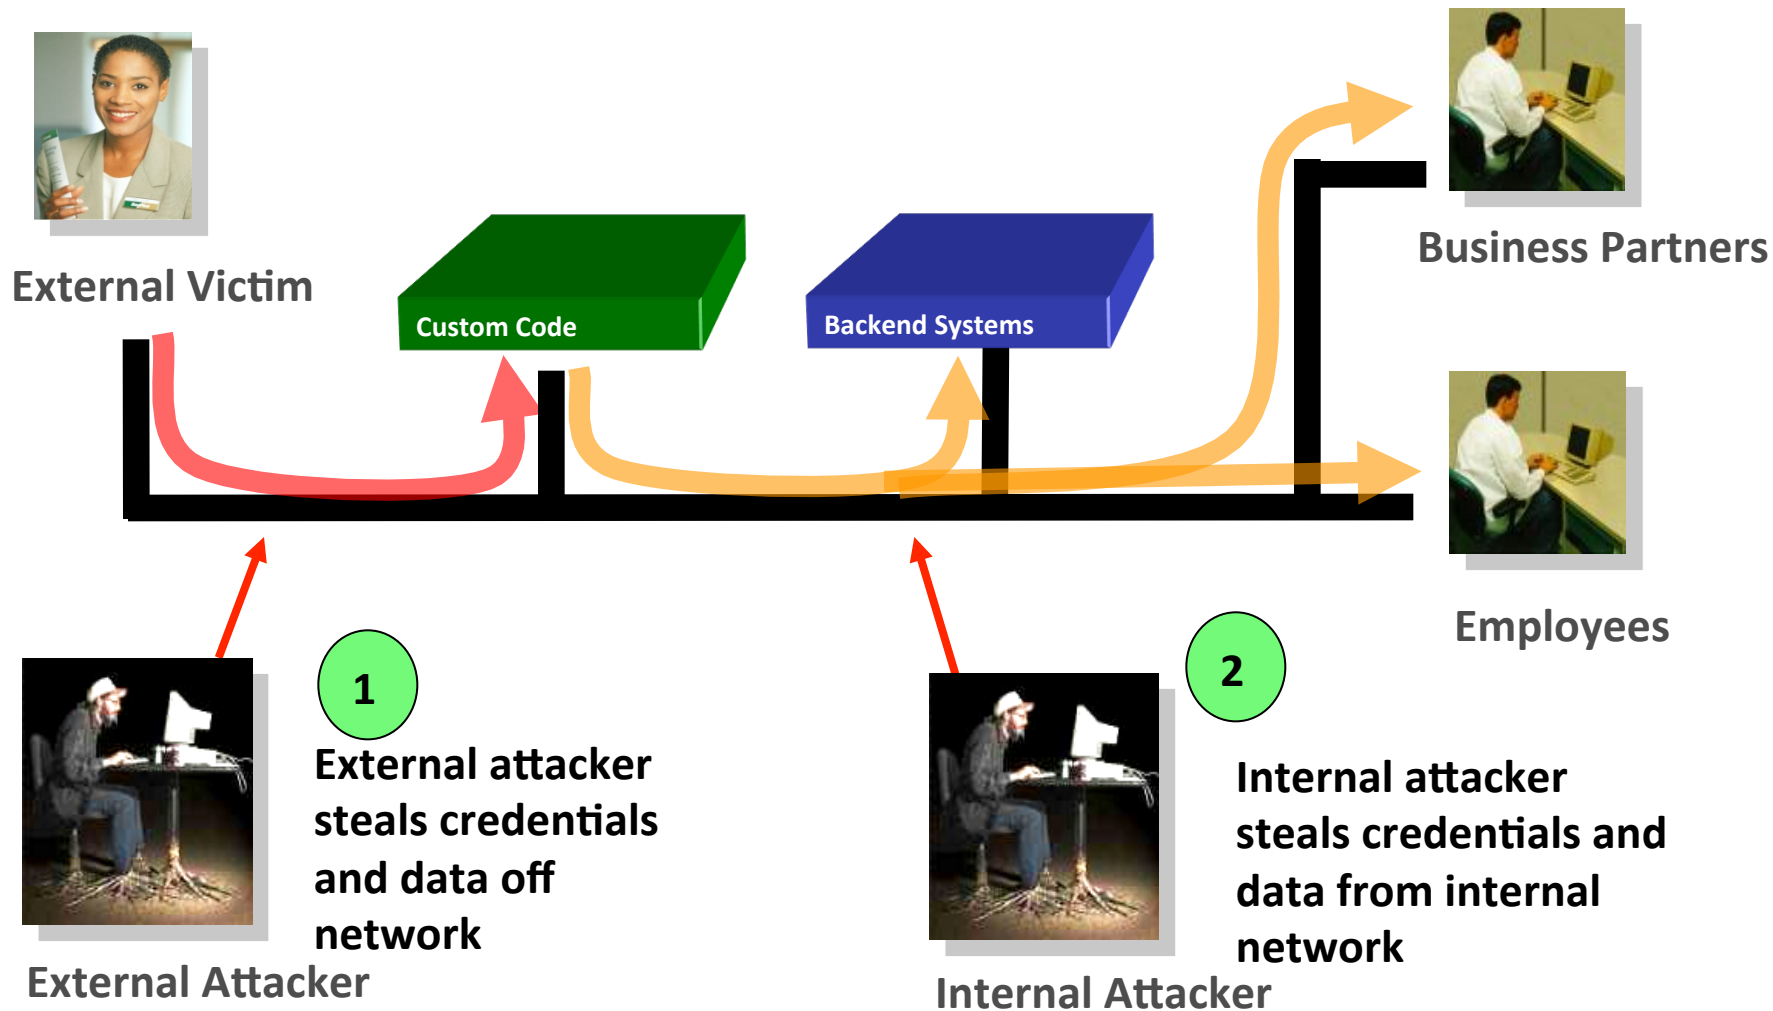 External Victim
Custom Code
Backend Systems
Business Partners
Employees
1
External attacker
steals credentials
and data off
network
External Attacker
2
Internal attacker
steals credentials and
data from internal
network
Internal Attacker